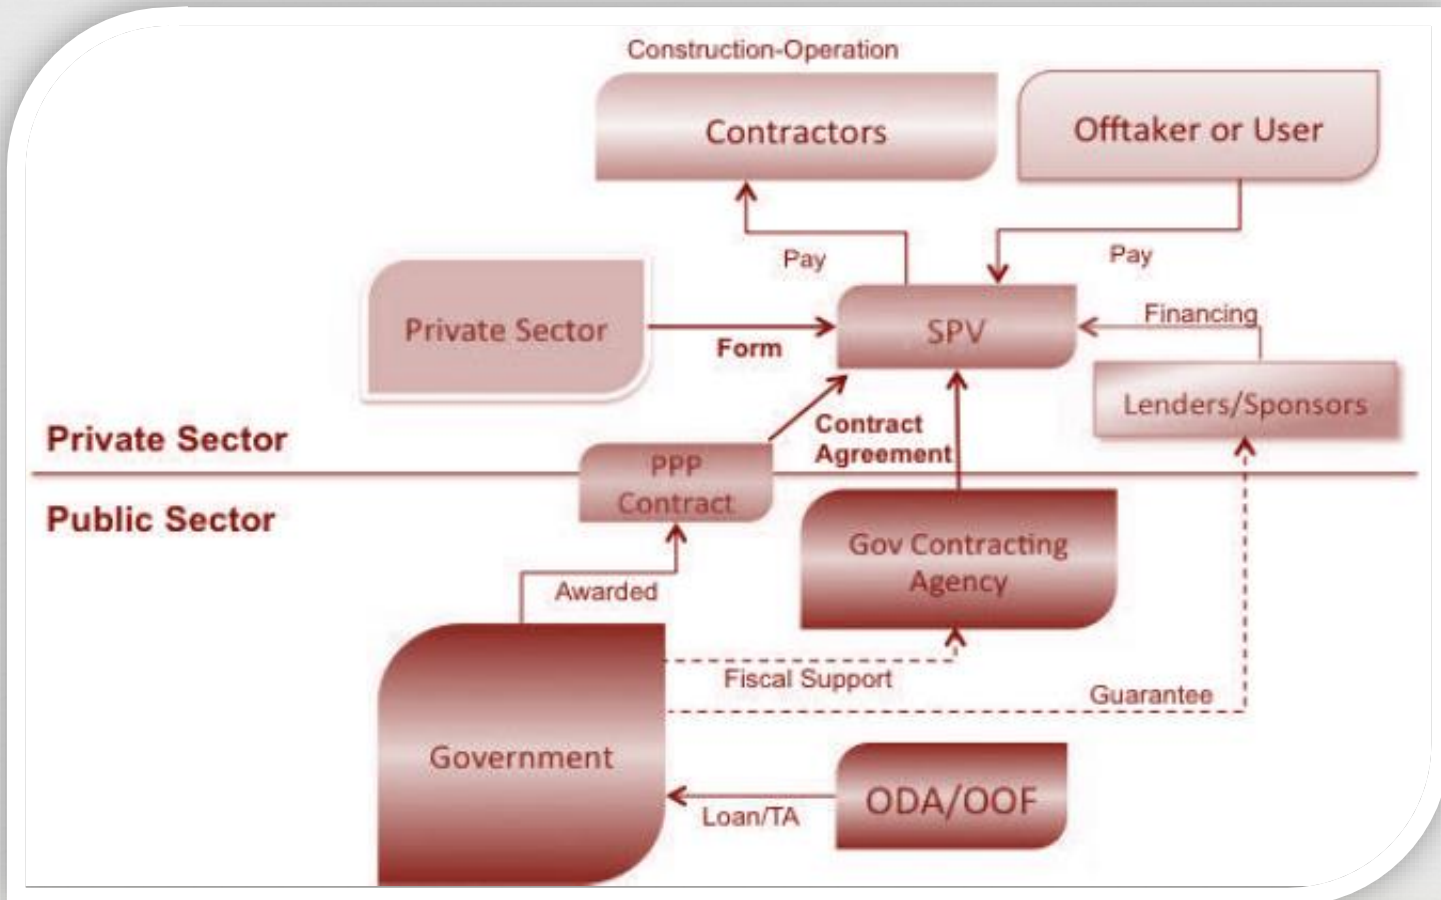 Construction-Operation
Contractors
Offtaker or User
Pay
Pay
Private Sector
Form
SPV
Financing
Lenders/Sponsors
Contract
Agreement
Private Sector
PPP
Contract
Public Sector
Gov Contracting
Agency
Awarded
Fiscal Support
Guarantee
Government
Loan/TA
ODA/OOF